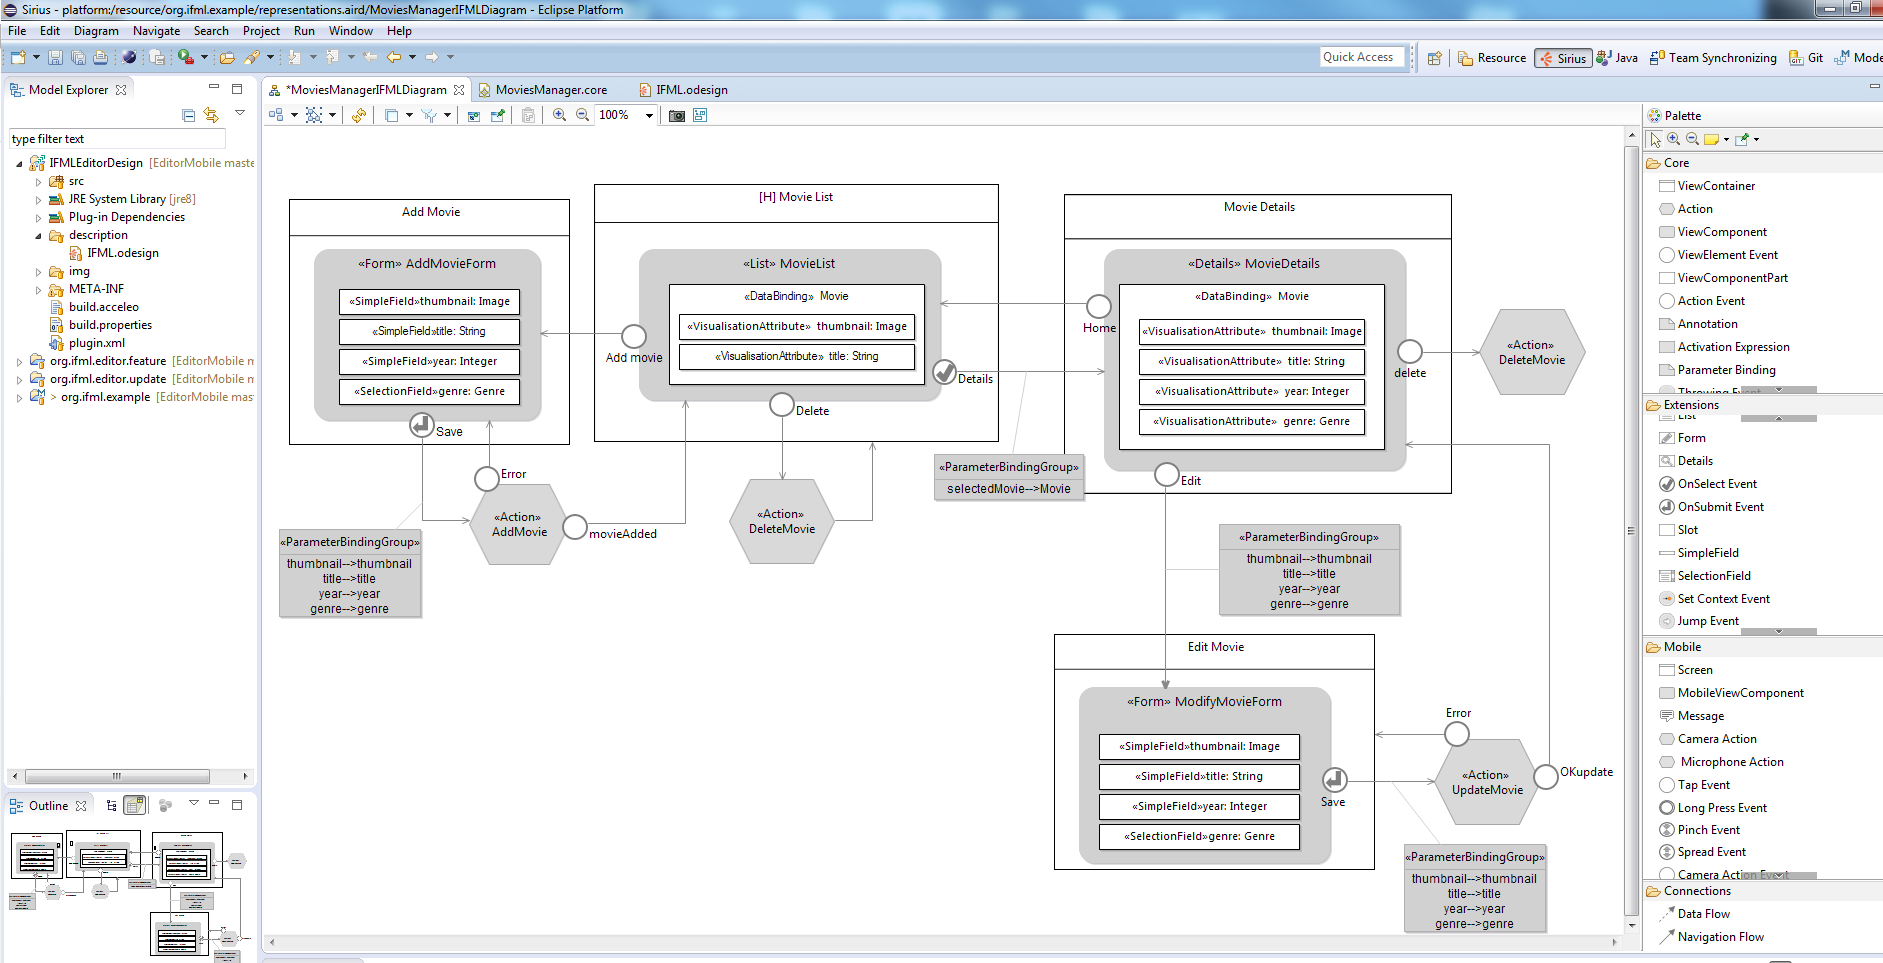 Sirius - platform:/resource/org.ifml.example/representations.aird/MoviesManagerIFMLDiagram - Eclipse Platform
File Edit Diagram Navigate Search Project Run Window Help
Quick Access
Resource Sirius Java Team Synchronizing Git Mode
Model Explorer
type filter text
IFMLEditorDesign [EditorMobile maste
src
JRE System Library [jre8]
Plug-in Dependencies
description
IFML.odesign
img
META-INF
build.acceleo
build.properties
plugin.xml
org.ifml.editor.feature [EditorMobile m
org.ifml.editor.update [EditorMobile m
> org.ifml.example [EditorMobile mas
Outline
*MoviesManagerIFMLDiagram MoviesManager.core IFML.odesign
100%
Add Movie
«Form» AddMovieForm
«SimpleField»thumbnail: Image
«SimpleField»title: String
«SimpleField»year: Integer
«SelectionField»genre: Genre
Save
Error
«Action»
AddMovie
movieAdded
«ParameterBindingGroup»
thumbnail-->thumbnail
title-->title
year-->year
genre-->genre
[H] Movie List
«List» MovieList
«DataBinding» Movie
«VisualisationAttribute» thumbnail: Image
«VisualisationAttribute» title: String
Add movie
Details
Delete
«Action»
DeleteMovie
«ParameterBindingGroup»
selectedMovie-->Movie
Movie Details
«Details» MovieDetails
«DataBinding» Movie
«VisualisationAttribute» thumbnail: Image
«VisualisationAttribute» title: String
«VisualisationAttribute» year: Integer
«VisualisationAttribute» genre: Genre
Home
delete
Edit
«Action»
DeleteMovie
«ParameterBindingGroup»
thumbnail-->thumbnail
title-->title
year-->year
genre-->genre
Edit Movie
«Form» ModifyMovieForm
«SimpleField»thumbnail: Image
«SimpleField»title: String
«SimpleField»year: Integer
«SelectionField»genre: Genre
Save
Error
«Action»
UpdateMovie
OKupdate
«ParameterBindingGroup»
thumbnail-->thumbnail
title-->title
year-->year
genre-->genre
Palette
Core
ViewContainer
Action
ViewComponent
ViewElement Event
ViewComponentPart
Action Event
Annotation
Activation Expression
Parameter Binding
Throwing Event
Extensions
List
Form
Details
OnSelect Event
OnSubmit Event
Slot
SimpleField
SelectionField
Set Context Event
Jump Event
Mobile
Screen
MobileViewComponent
Message
Camera Action
Microphone Action
Tap Event
Long Press Event
Pinch Event
Spread Event
Camera Action Event
Connections
Data Flow
Navigation Flow